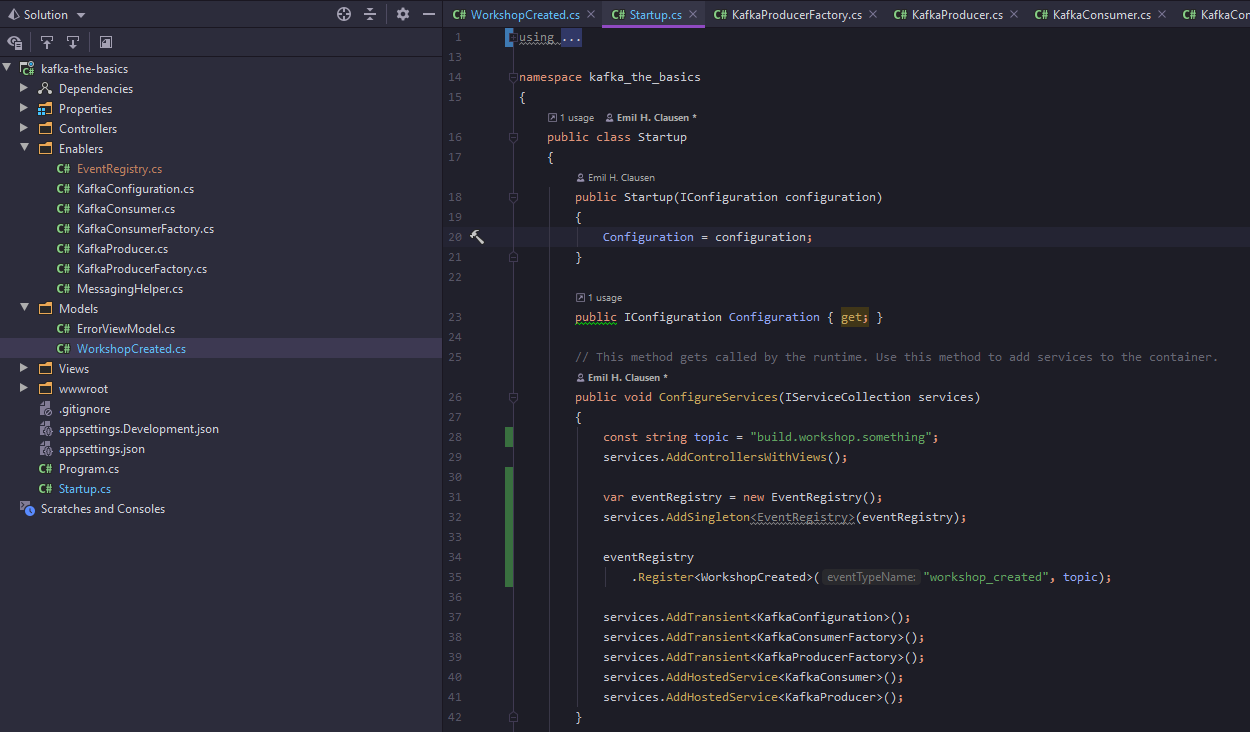 Solution
kafka-the-basics
Dependencies
Properties
Controllers
Enablers
C# EventRegistry.cs
C# KafkaConfiguration.cs
C# KafkaConsumer.cs
C# KafkaConsumerFactory.cs
C# KafkaProducer.cs
C# KafkaProducerFactory.cs
C# MessagingHelper.cs
Models
C# ErrorViewModel.cs
C# WorkshopCreated.cs
Views
wwwroot
.gitignore
appsettings.Development.json
appsettings.json
C# Program.cs
C# Startup.cs
Scratches and Consoles
C# WorkshopCreated.cs C# Startup.cs C# KafkaProducerFactory.cs C# KafkaProducer.cs C# KafkaConsumer.cs C# KafkaCon
1 using ...
13
14 namespace kafka_the_basics
15 {
1 usage Emil H. Clausen *
16 public class Startup
17 {
Emil H. Clausen
18 public Startup(IConfiguration configuration)
19 {
20 Configuration = configuration;
21 }
22
1 usage
23 public IConfiguration Configuration { get; }
24
25 // This method gets called by the runtime. Use this method to add services to the container.
Emil H. Clausen *
26 public void ConfigureServices(IServiceCollection services)
27 {
28 const string topic = "build.workshop.something";
29 services.AddControllersWithViews();
30
31 var eventRegistry = new EventRegistry();
32 services.AddSingleton<EventRegistry>(eventRegistry);
33
34 eventRegistry
35 .Register<WorkshopCreated>( eventTypeName: "workshop_created", topic);
36
37 services.AddTransient<KafkaConfiguration>();
38 services.AddTransient<KafkaConsumerFactory>();
39 services.AddTransient<KafkaProducerFactory>();
40 services.AddHostedService<KafkaConsumer>();
41 services.AddHostedService<KafkaProducer>();
42 }